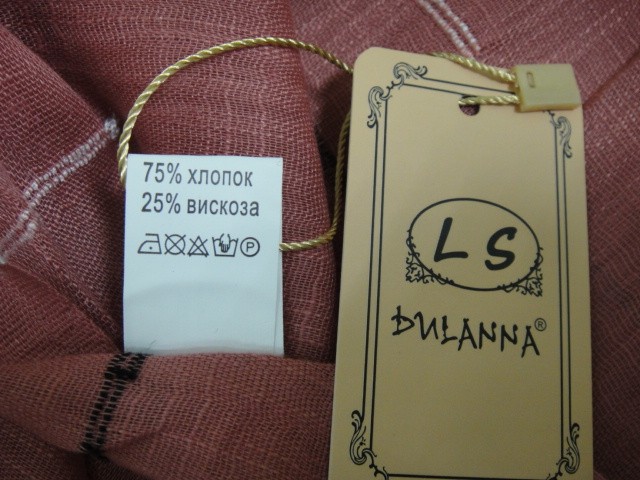 75% хлопок
25% вискоза
P
LS
DULANNA®